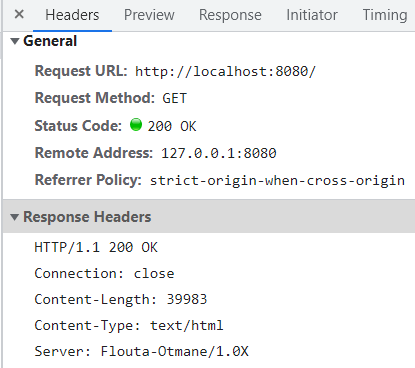 Headers Preview Response Initiator Timing
General
Request URL: http://localhost:8080/
Request Method: GET
Status Code: 200 OK
Remote Address: 127.0.0.1:8080
Referrer Policy: strict-origin-when-cross-origin
Response Headers
HTTP/1.1 200 OK
Connection: close
Content-Length: 39983
Content-Type: text/html
Server: Flouta-Otmane/1.0X